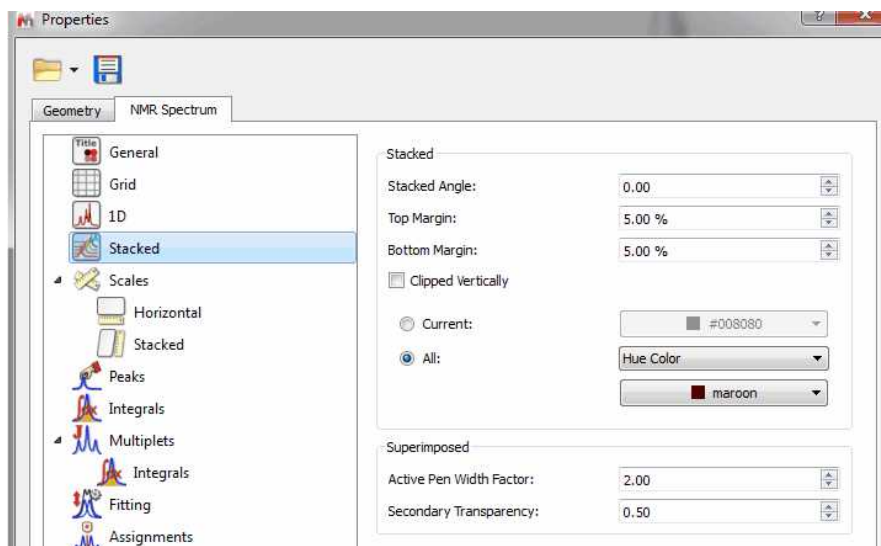 Properties
Geometry
NMR Spectrum
Title
General
Grid
1D
Stacked
Scales
Horizontal
Stacked
Peaks
Integrals
Multiplets
Integrals
Fitting
Assignments
Stacked
Stacked Angle: 0.00
Top Margin: 5.00 %
Bottom Margin: 5.00 %
Clipped Vertically
Current: #008080
All: Hue Color
maroon
Superimposed
Active Pen Width Factor: 2.00
Secondary Transparency: 0.50